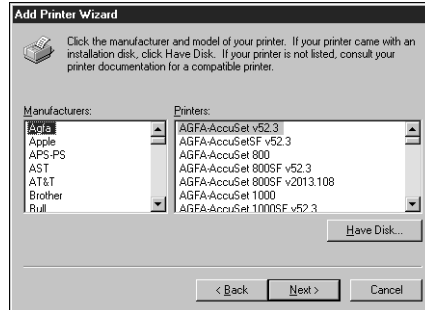 Add Printer Wizard
Click the manufacturer and model of your printer. If your printer came with an
installation disk, click Have Disk. If your printer is not listed, consult your
printer documentation for a compatible printer.
Manufacturers:
Printers:
Agfa
Apple
APS-PS
AST
AT&T
Brother
Bull
AGFA-AccuSet v52.3
AGFA-AccuSetSF v52.3
AGFA-AccuSet 800
AGFA-AccuSet 800SF v52.3
AGFA-AccuSet 800SF v2013.108
AGFA-AccuSet 1000
AGFA-AccuSet 1000SF v52.3
Have Disk...
< Back
Next >
Cancel